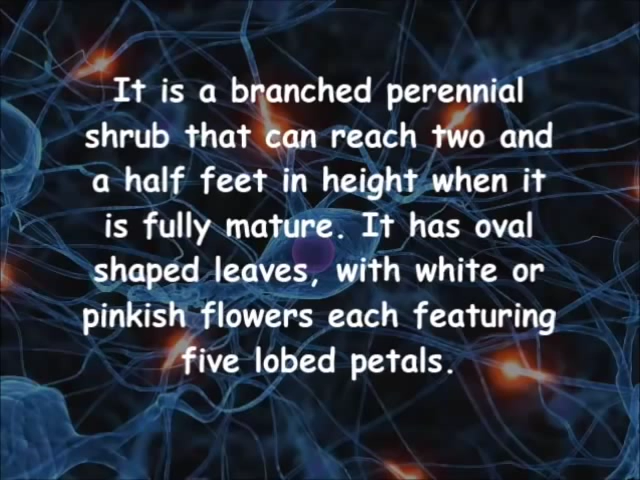 It is a branched perennial
shrub that can reach two and
a half feet in height when it
is fully mature. It has oval
shaped leaves, with white or
pinkish flowers each featuring
five lobed petals.